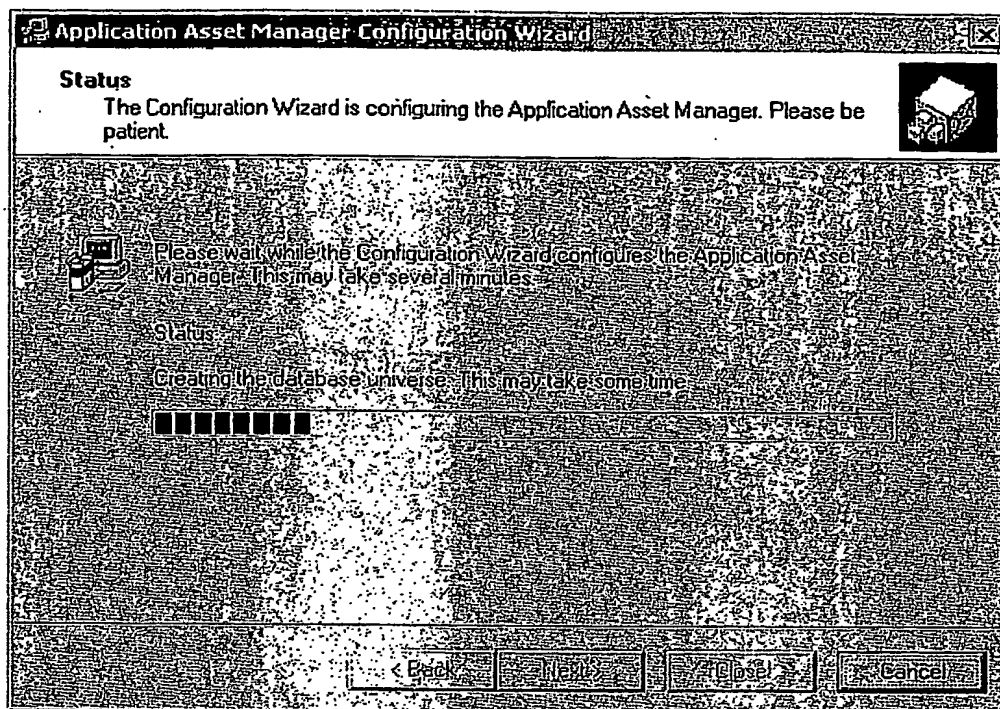 Application Asset Manager Configuration Wizard
Status
The Configuration Wizard is configuring the Application Asset Manager. Please be
patient.
Please wait while the Configuration Wizard configures the Application Asset
Manager. This may take several minutes.
Status
Creating the database universe. This may take some time
< Back
Next >
Close
Cancel